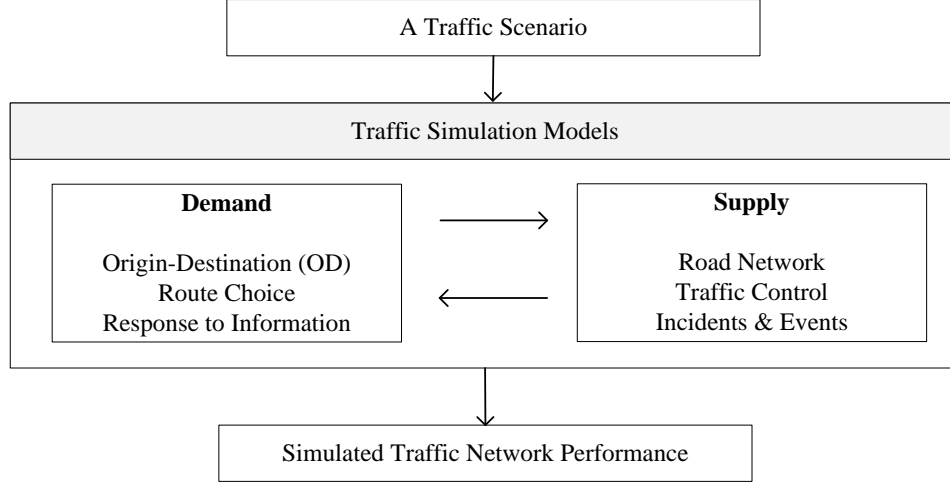 A Traffic Scenario
Traffic Simulation Models
Demand
Origin-Destination (OD)
Route Choice
Response to Information
Supply
Road Network
Traffic Control
Incidents & Events
Simulated Traffic Network Performance